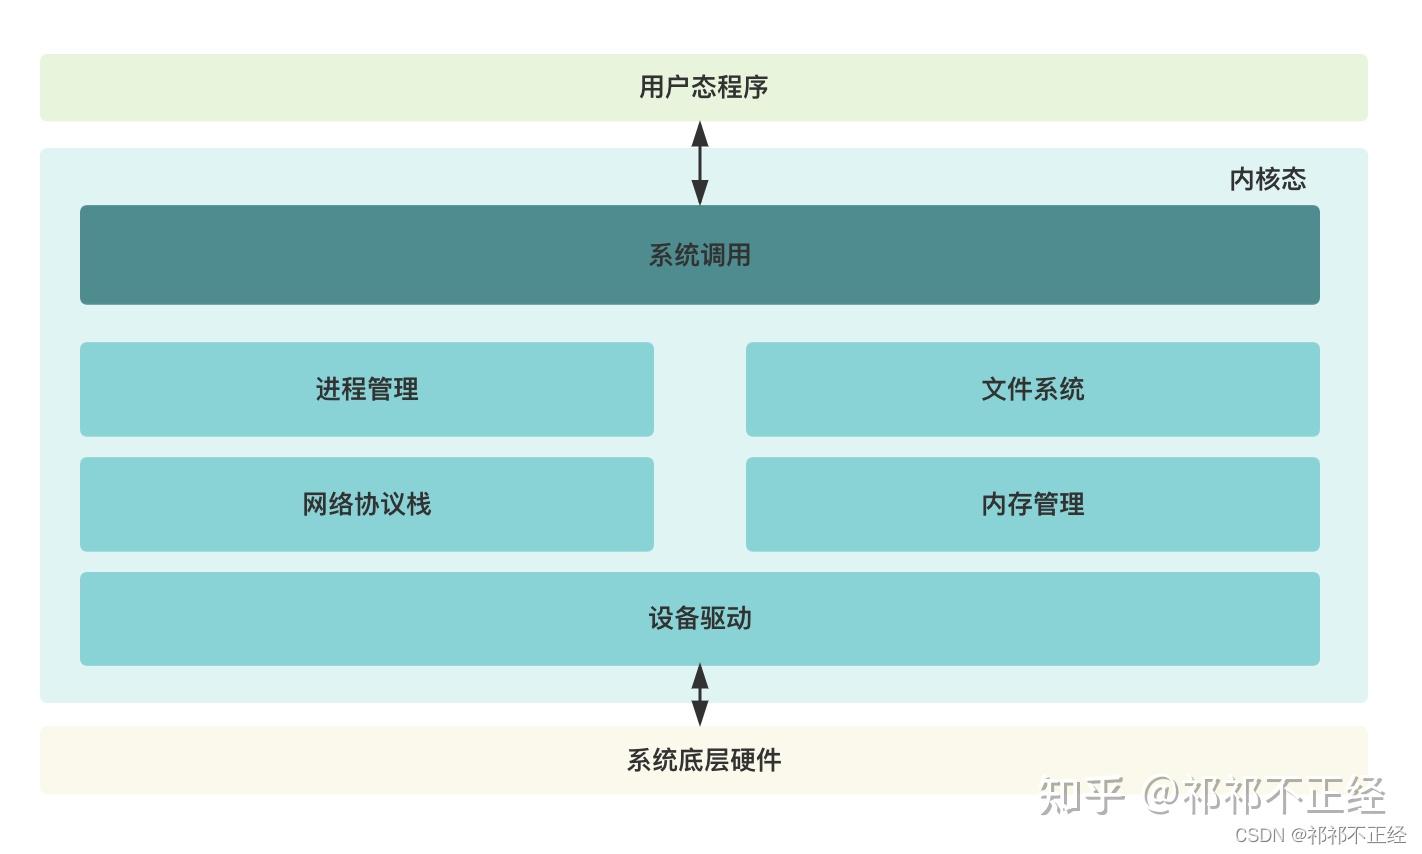 用户态程序
内核态
系统调用
进程管理
文件系统
网络协议栈
内存管理
设备驱动
系统底层硬件
知乎 @祁祁不正经
CSDN @祁祁不正经